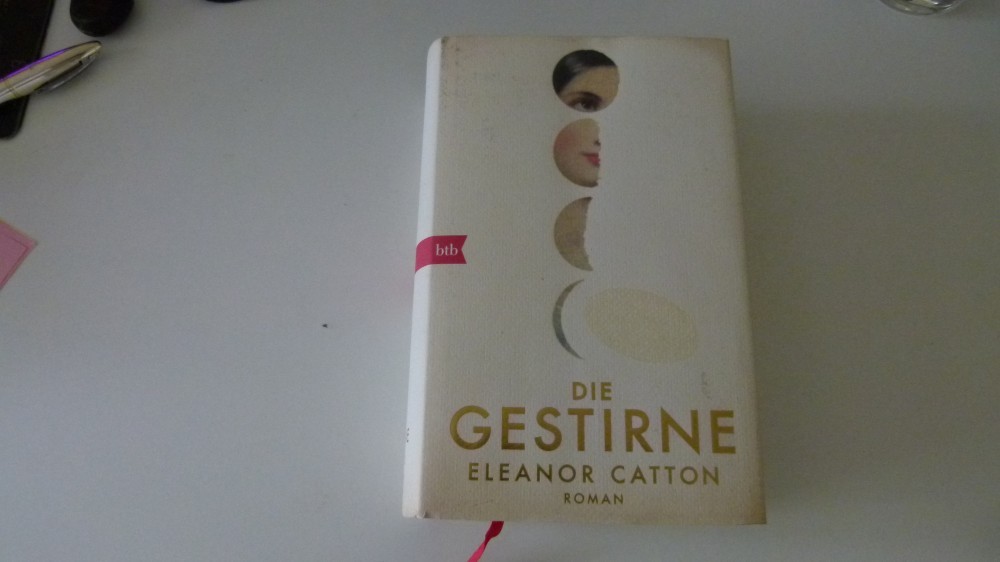 btb
DIE
GESTIRNE
ELEANOR CATTON
ROMAN